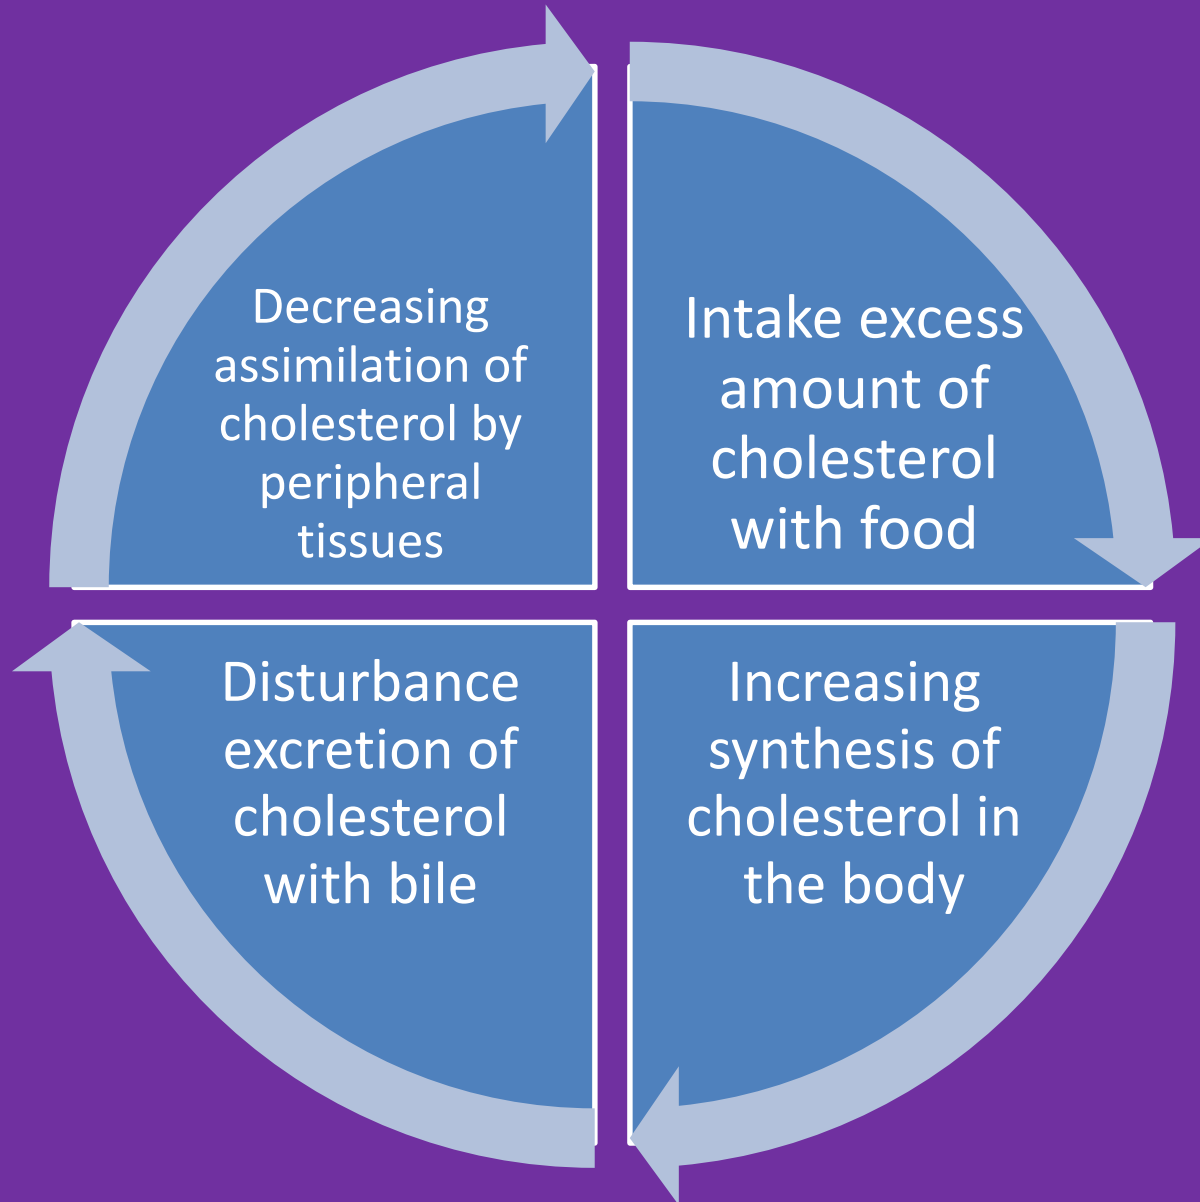 Decreasing
assimilation of
cholesterol by
peripheral
tissues
Intake excess
amount of
cholesterol
with food
Disturbance
excretion of
cholesterol
with bile
Increasing
synthesis of
cholesterol in
the body